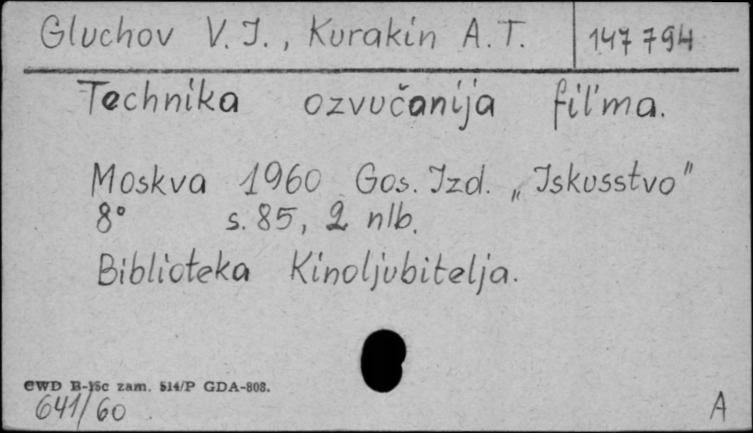 Gluchov V. I., Kurakin A. T. 147 794
Technika ozvučanija fil'ma.
Moskva 1960 Gos. Izd. „Iskusstvo”
8° s. 85, 2 nlb.
Biblioteka Kinoljubitelja.
CWD B-15c zam. 514/P GDA-808.
641/60 A